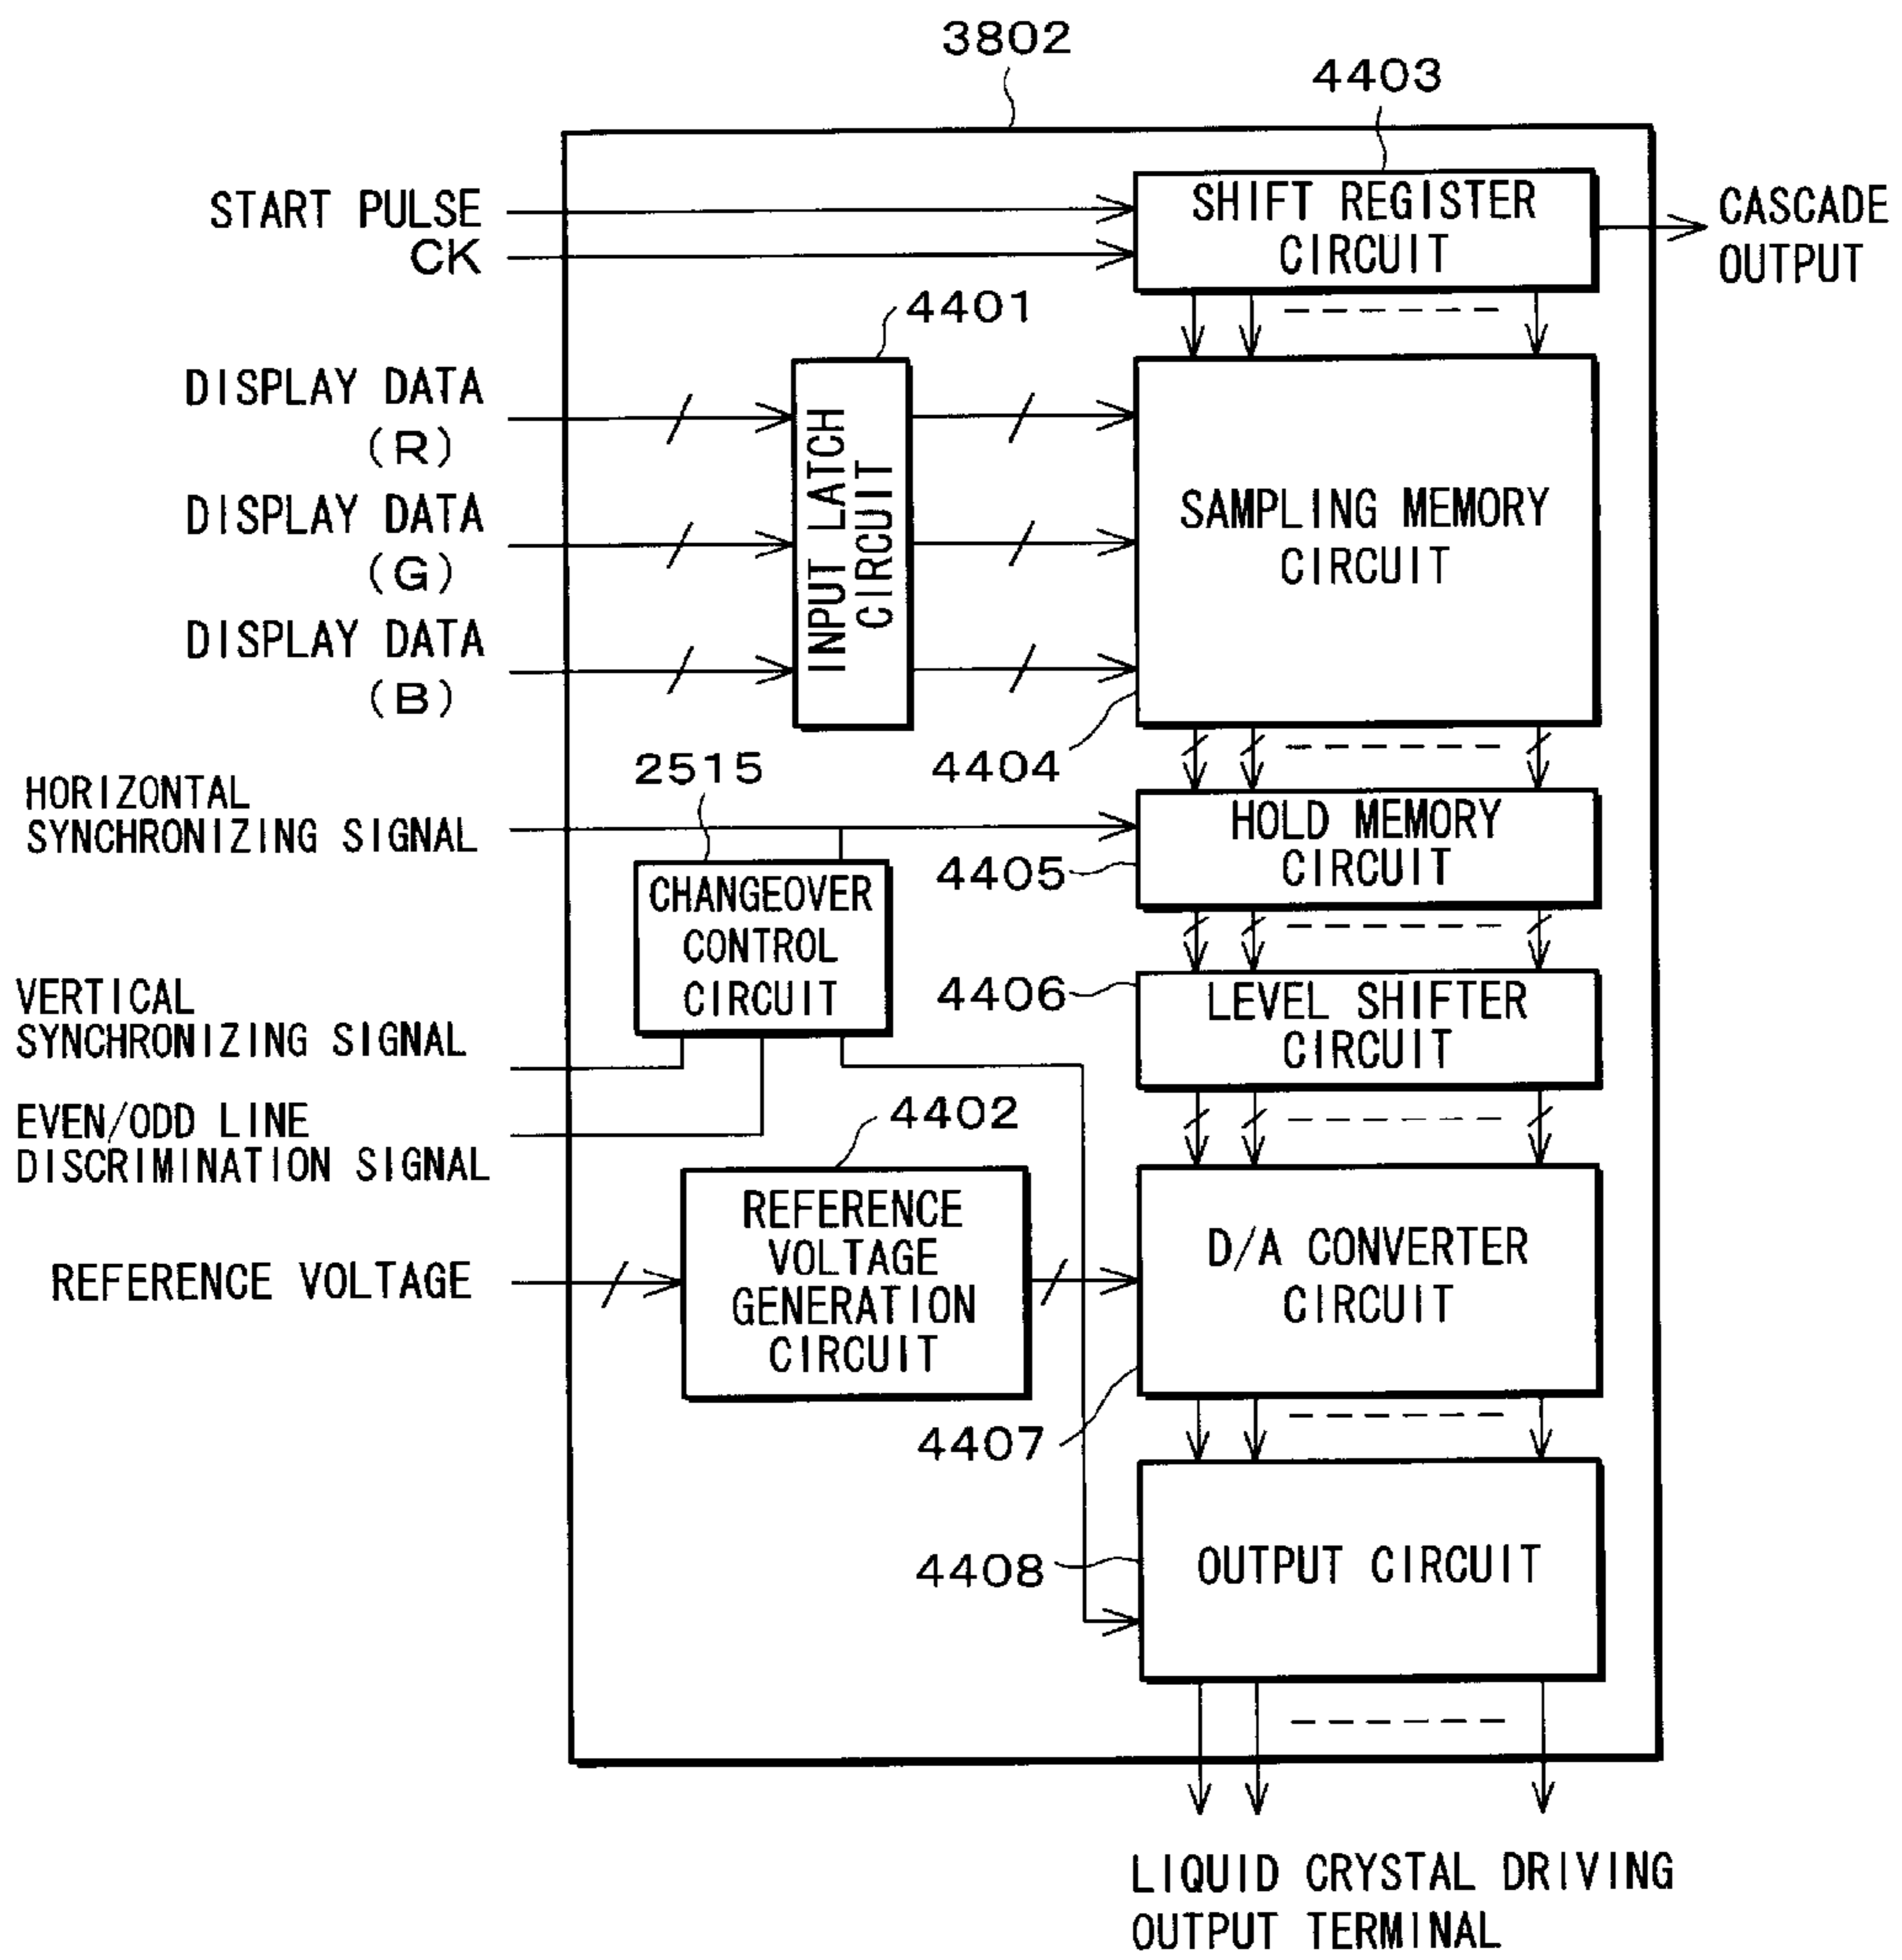 3802
4403
START PULSE
CK
SHIFT REGISTER
CIRCUIT
CASCADE
OUTPUT
4401
DISPLAY DATA
(R)
DISPLAY DATA
(G)
DISPLAY DATA
(B)
INPUT LATCH
CIRCUIT
SAMPLING MEMORY
CIRCUIT
4404
2515
HORIZONTAL
SYNCHRONIZING SIGNAL
HOLD MEMORY
CIRCUIT
4405
CHANGEOVER
CONTROL
CIRCUIT
4406
LEVEL SHIFTER
CIRCUIT
VERTICAL
SYNCHRONIZING SIGNAL
EVEN/ODD LINE
DISCRIMINATION SIGNAL
4402
REFERENCE VOLTAGE
REFERENCE
VOLTAGE
GENERATION
CIRCUIT
D/A CONVERTER
CIRCUIT
4407
4408
OUTPUT CIRCUIT
LIQUID CRYSTAL DRIVING
OUTPUT TERMINAL